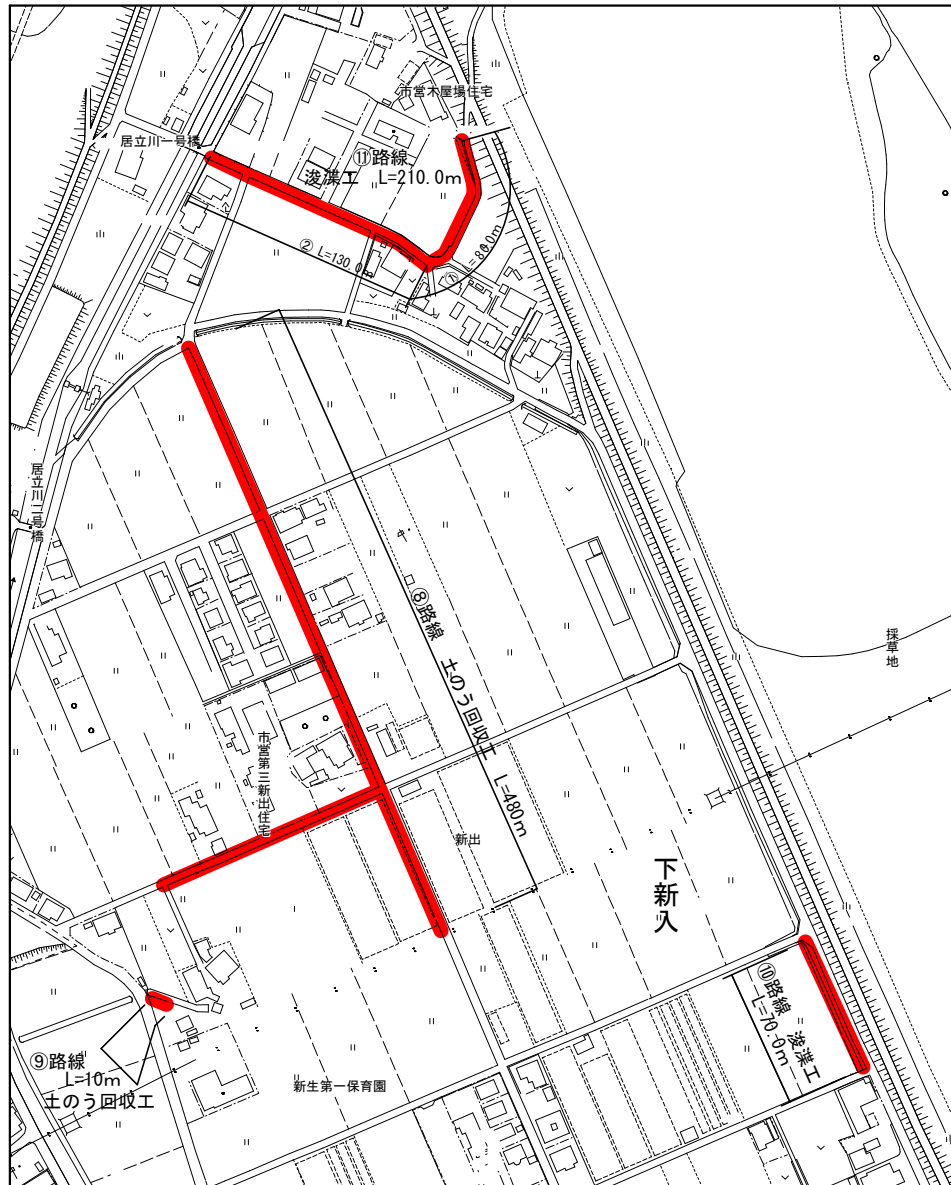 市営木屋場住宅
居立川一号橋
⑪路線
浚渫工 L=210.0m
② L=130.0m
① L=80.0m
居立川二号橋
⑧路線 土のう回収工 L=480m
採草地
市営第三新出住宅
新出
下新入
⑩路線 浚渫工
L=70.0m
⑨路線
L=10m
土のう回収工
新生第一保育園